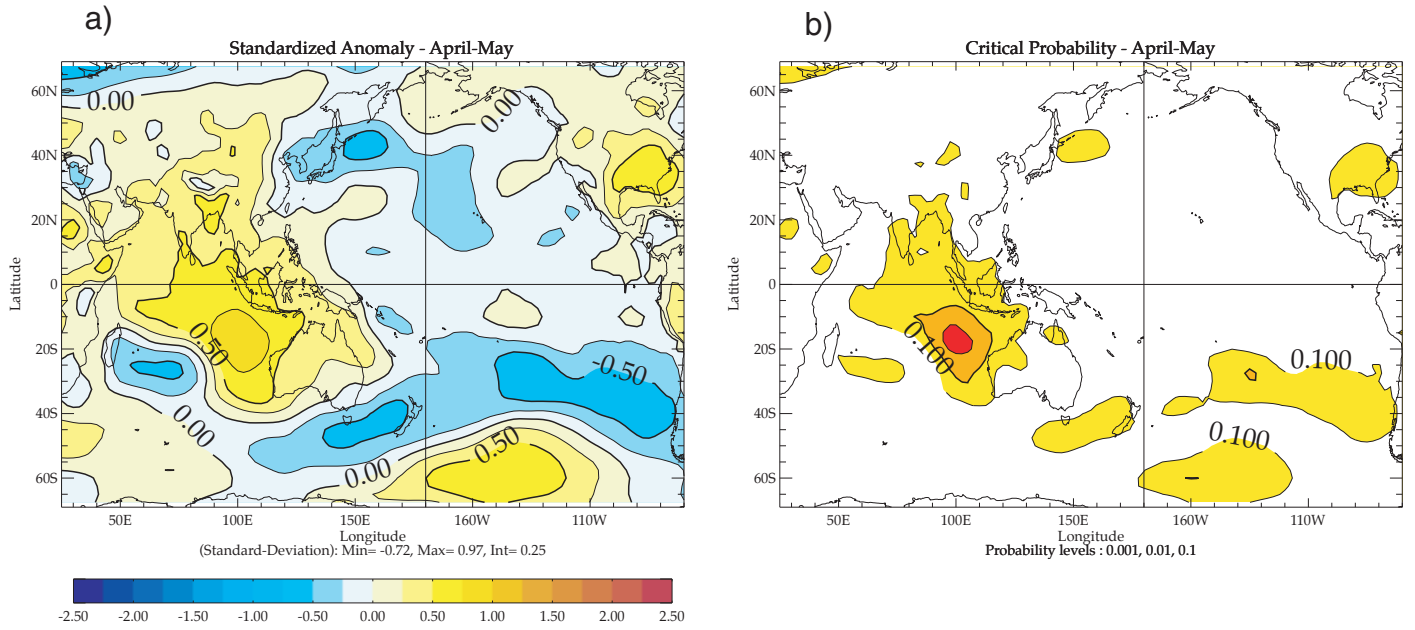 a)
Standardized Anomaly - April-May
60N
40N
20N
0
20S
40S
60S
Latitude
0.00
0.00
0.50
-0.50
0.00
0.50
0.00
50E 100E 150E 160W 110W
Longitude
(Standard-Deviation): Min= -0.72, Max= 0.97, Int= 0.25
-2.50 -2.00 -1.50 -1.00 -0.50 0.00 0.50 1.00 1.50 2.00 2.50
b)
Critical Probability - April-May
60N
40N
20N
0
20S
40S
60S
Latitude
0.100
0.100
0.100
50E 100E 150E 160W 110W
Longitude
Probability levels : 0.001, 0.01, 0.1